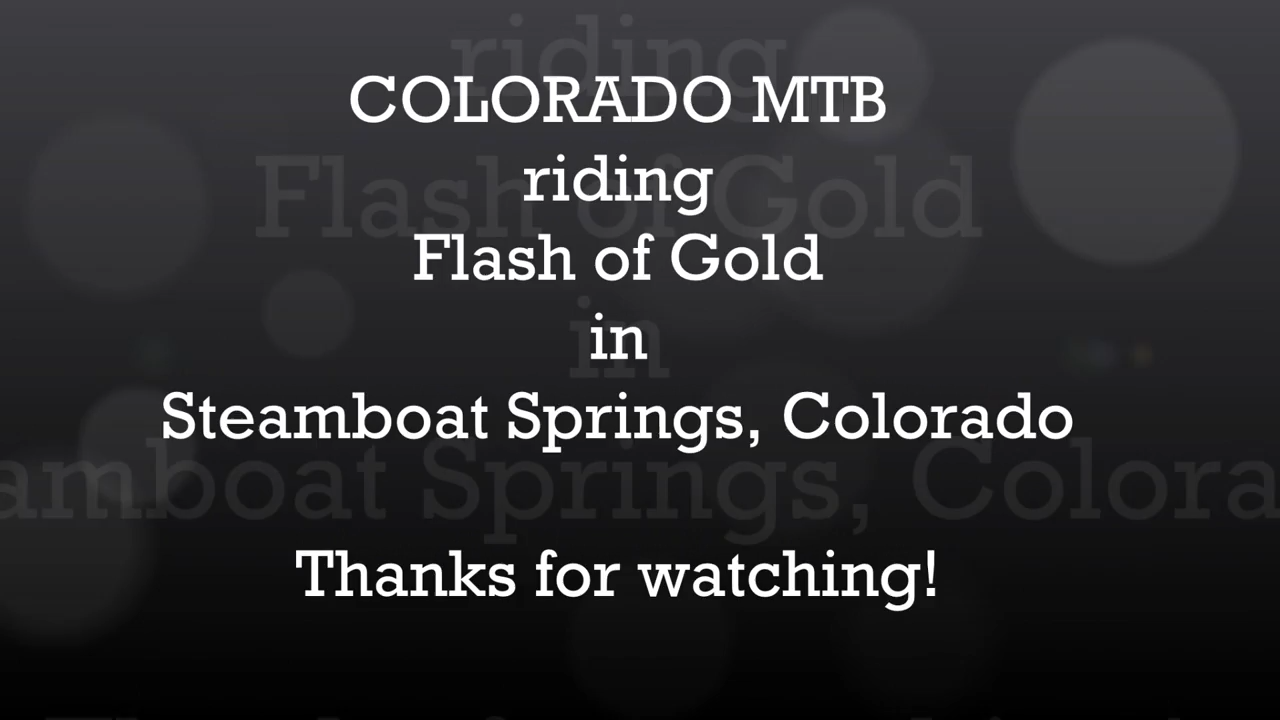 COLORADO MTB
riding
Flash of Gold
in
Steamboat Springs, Colorado
Thanks for watching!